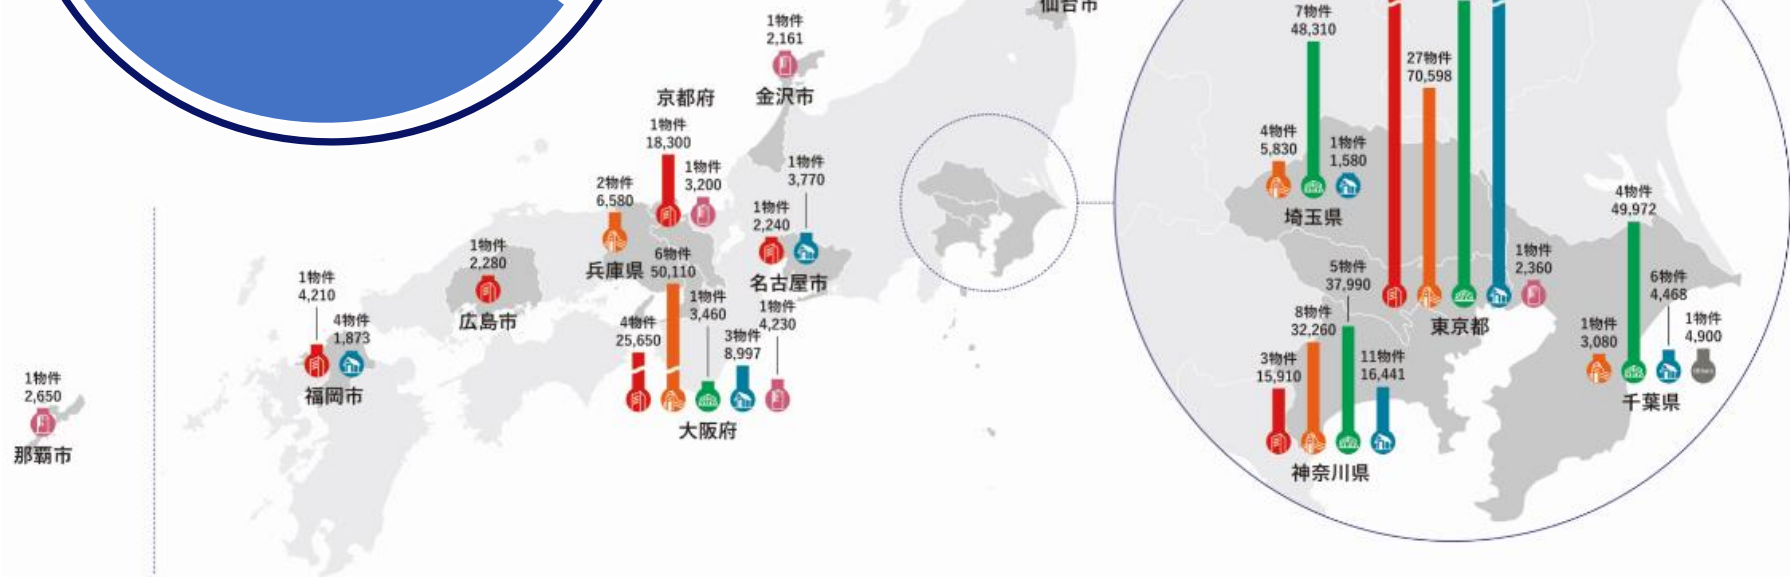 仙台市
1物件
2,161
金沢市
京都府
1物件
18,300
1物件
3,200
1物件
3,770
2物件
6,580
兵庫県
1物件
2,240
名古屋市
1物件
2,280
広島市
1物件
4,210
4物件
1,873
福岡市
6物件
50,110
4物件
25,650
1物件
3,460
3物件
8,997
1物件
4,230
大阪府
1物件
2,650
那覇市
7物件
48,310
4物件
5,830
1物件
1,580
埼玉県
27物件
70,598
1物件
2,360
東京都
5物件
37,990
8物件
32,260
3物件
15,910
11物件
16,441
神奈川県
4物件
49,972
6物件
4,468
1物件
3,080
1物件
4,900
千葉県